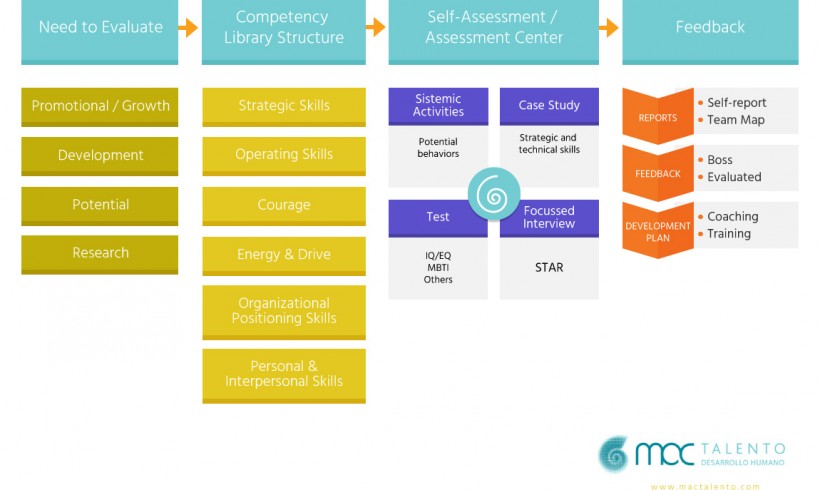 Need to Evaluate
Competency
Library Structure
Self-Assessment /
Assessment Center
Feedback
Promotional / Growth
Development
Potential
Research
Strategic Skills
Operating Skills
Courage
Energy & Drive
Organizational
Positioning Skills
Personal &
Interpersonal Skills
Sistemic
Activities
Potential
behaviors
Case Study
Strategic and
technical skills
Test
IQ/EQ
MBTI
Others
Focussed
Interview
STAR
REPORTS
• Self-report
• Team Map
FEEDBACK
• Boss
• Evaluated
DEVELOPMENT
PLAN
• Coaching
• Training
mac TALENTO
DESARROLLO HUMANO
www.mactalento.com